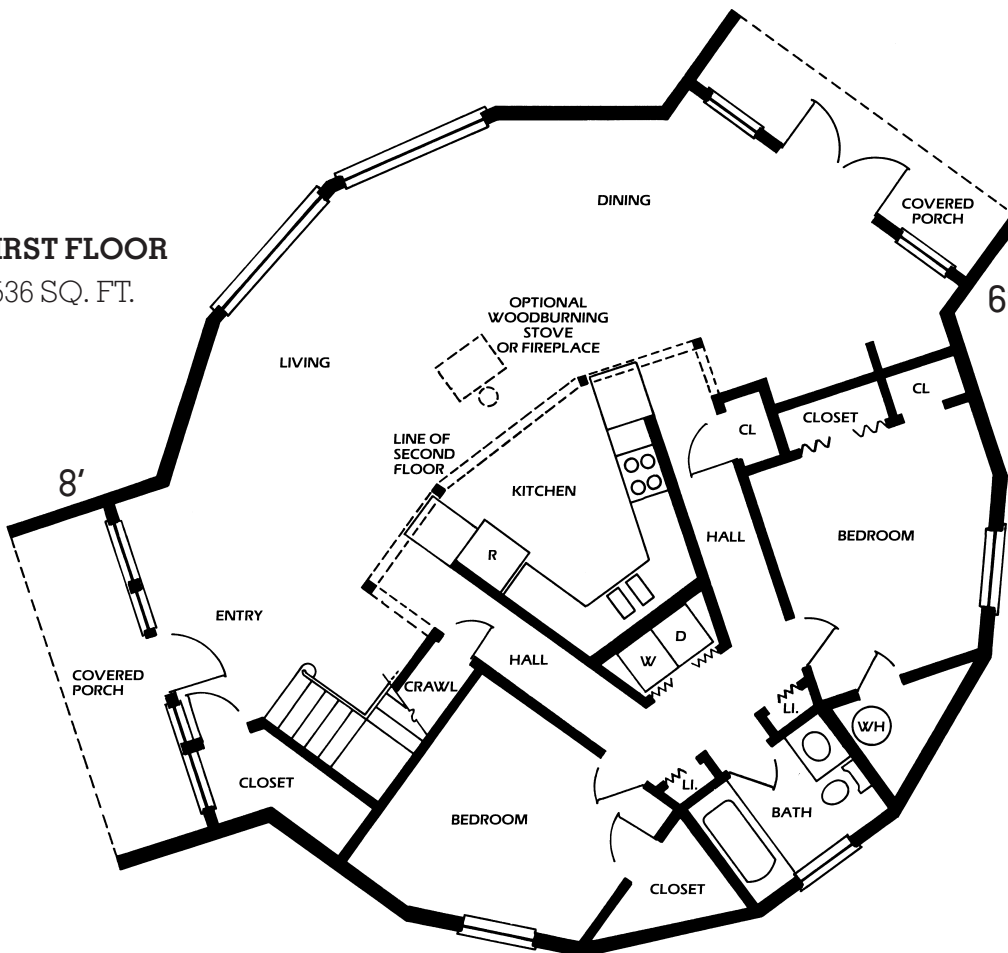 DINING
COVERED
PORCH
IRST FLOOR
536 SQ. FT.
6
OPTIONAL
WOODBURNING
STOVE
OR FIREPLACE
LIVING
CL
CLOSET
CL
LINE OF
SECOND
FLOOR
8'
KITCHEN
HALL
BEDROOM
R
ENTRY
D
W
HALL
COVERED
PORCH
CRAWL
LI.
WH
CLOSET
LI.
BATH
BEDROOM
CLOSET